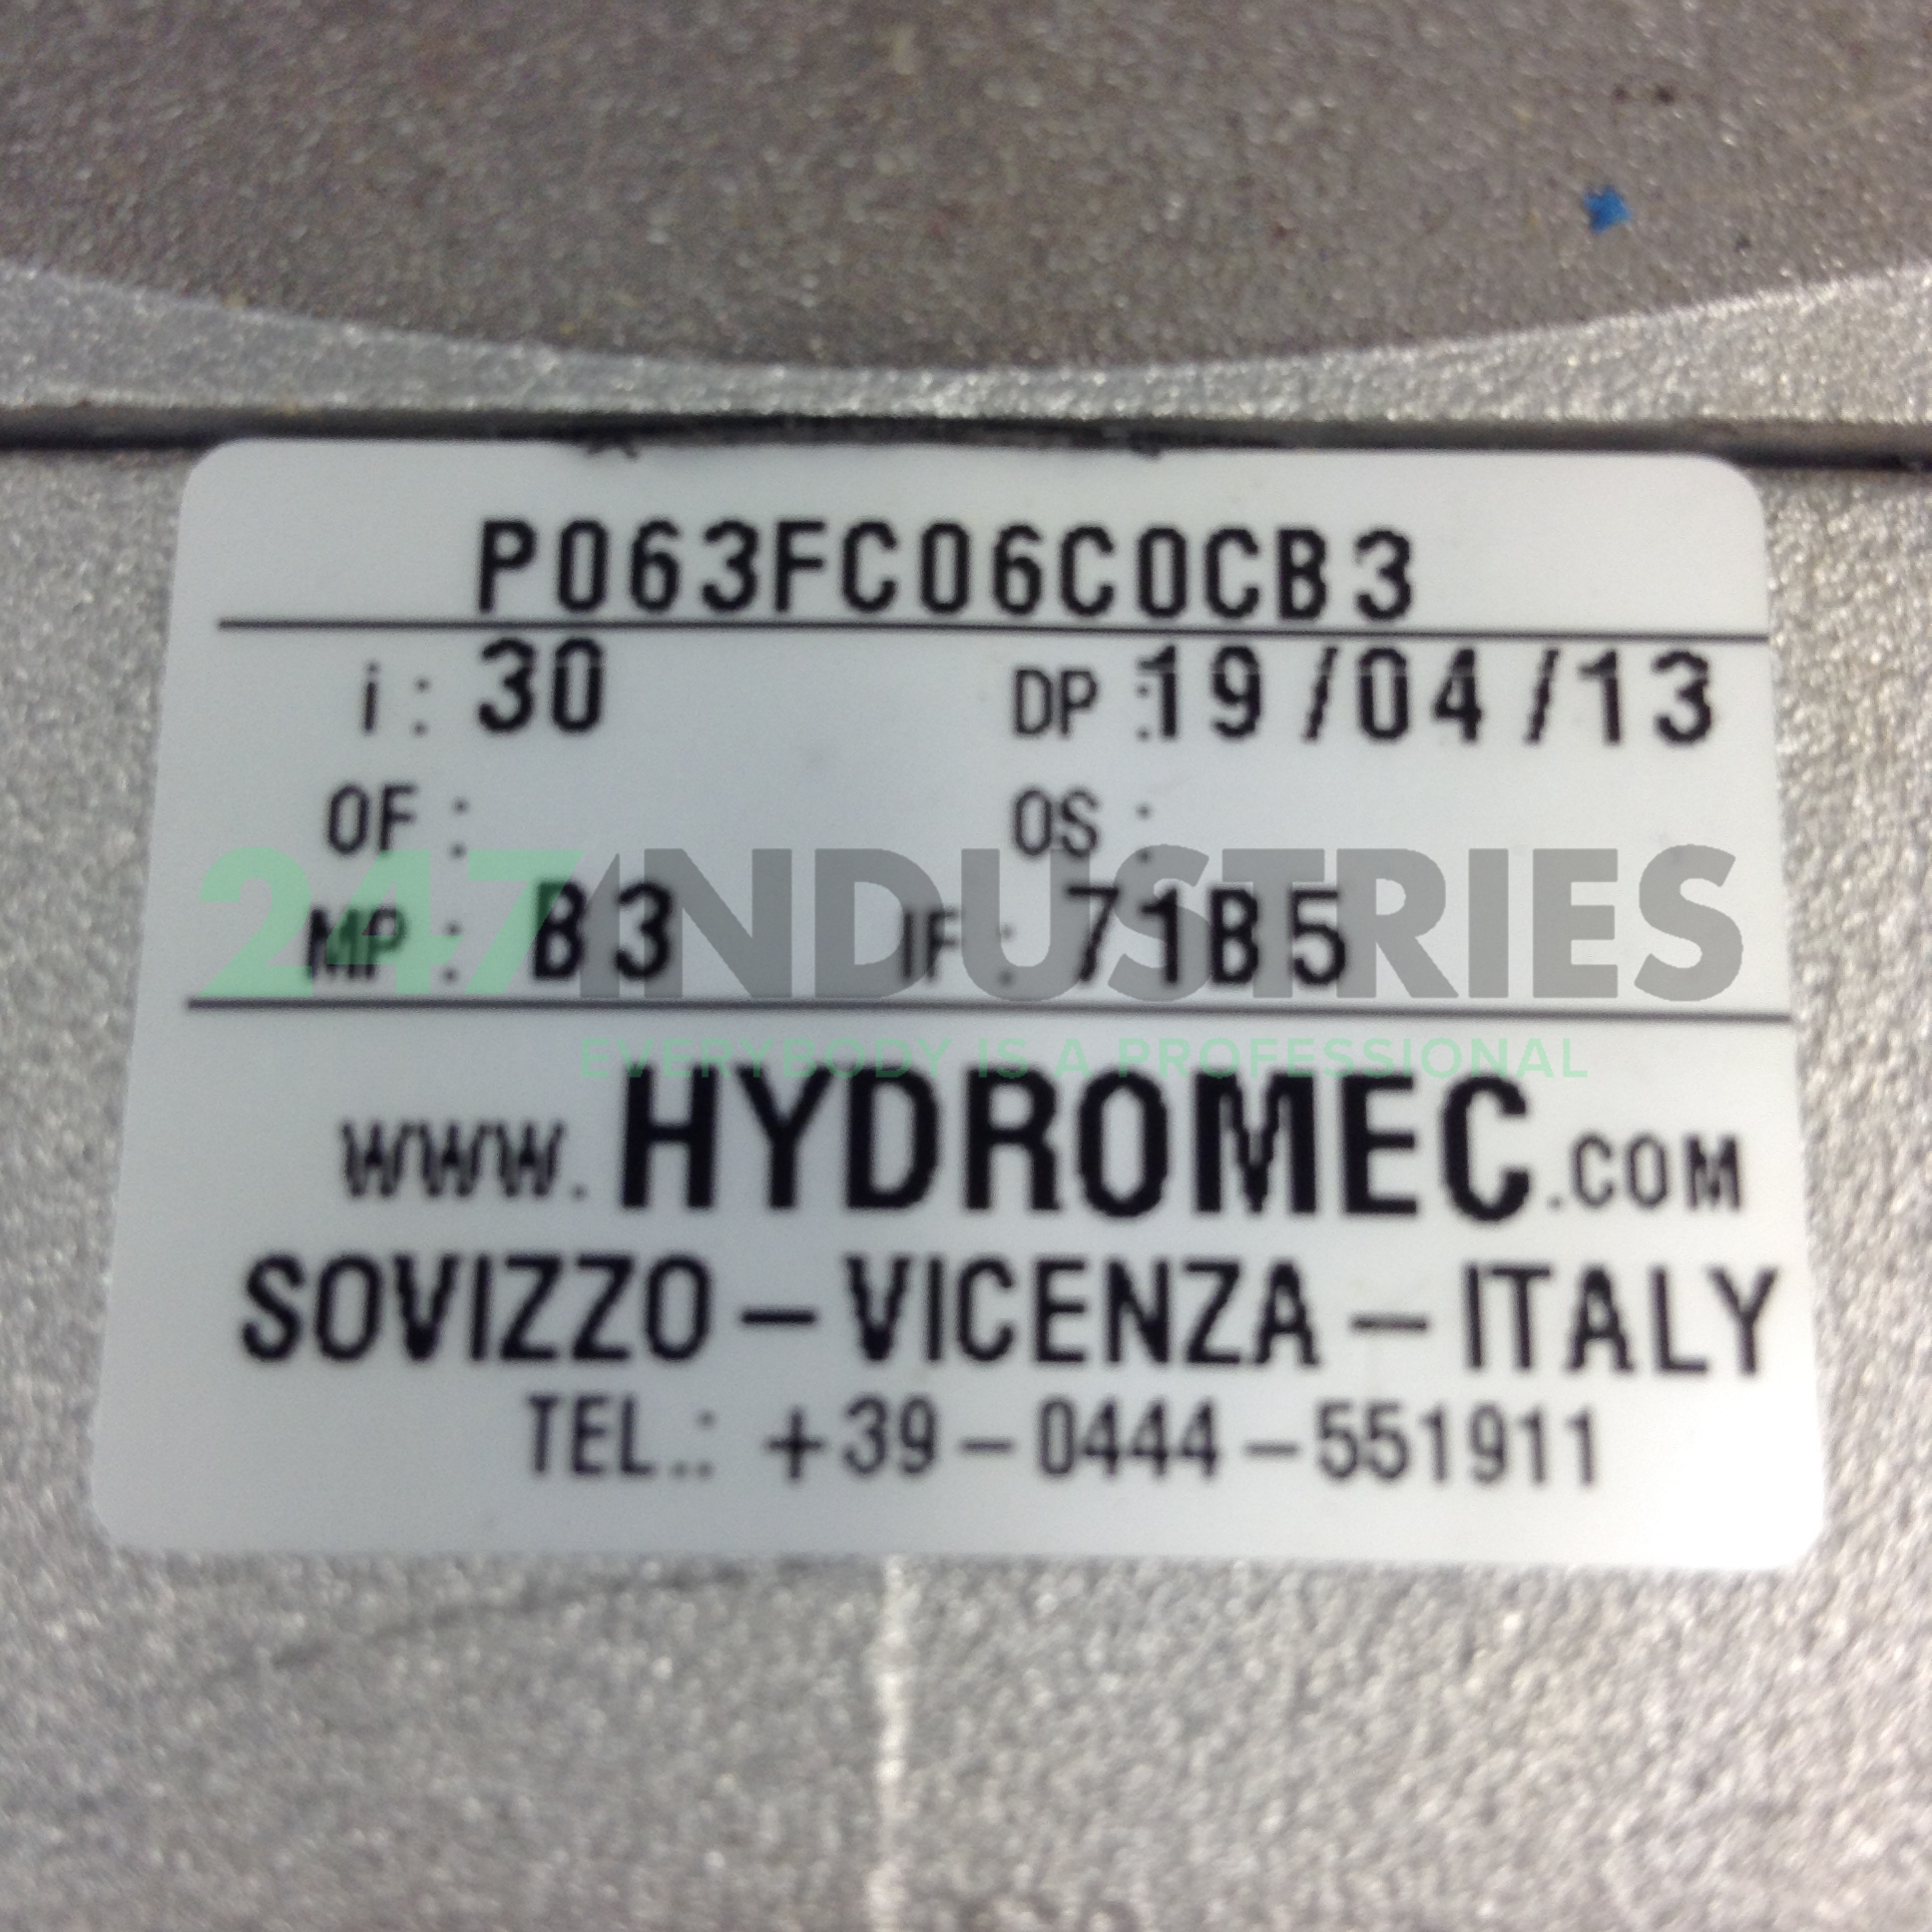 P063FC06C0CB3
i: 30 DP:19/04/13
OF: OS:
MP: B3 IF: 71B5
247INDUSTRIES
EVERYBODY IS A PROFESSIONAL
www.HYDROMEC.COM
SOVIZZO-VICENZA-ITALY
TEL.: +39-0444-551911